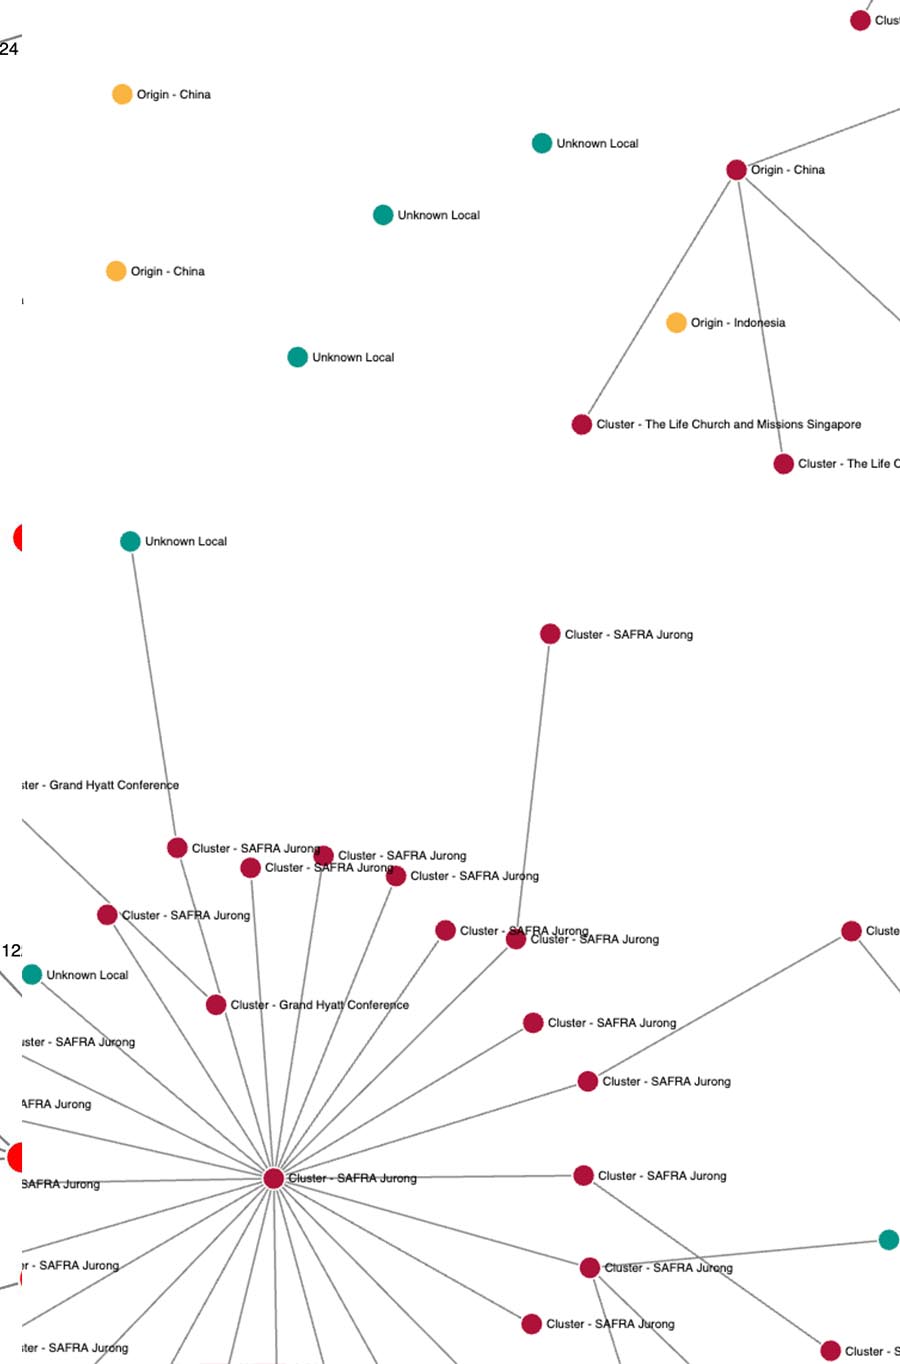 Clus
24
Origin - China
Unknown Local
Origin - China
Unknown Local
Origin - China
Origin - Indonesia
Unknown Local
Cluster - The Life Church and Missions Singapore
Cluster - The Life C
Unknown Local
Cluster - SAFRA Jurong
ster - Grand Hyatt Conference
Cluster - SAFRA Jurong
Cluster - SAFRA Jurong
Cluster - SAFRA Jurong
Cluster - SAFRA Jurong
Cluster - SAFRA Jurong
Cluster - SAFRA Jurong
Cluster - SAFRA Jurong
Cluste
12
Unknown Local
Cluster - Grand Hyatt Conference
Cluster - SAFRA Jurong
uster - SAFRA Jurong
Cluster - SAFRA Jurong
AFRA Jurong
Cluster - SAFRA Jurong
Cluster - SAFRA Jurong
SAFRA Jurong
er - SAFRA Jurong
Cluster - SAFRA Jurong
Cluster - SAFRA Jurong
ster - SAFRA Jurong
Cluster - S